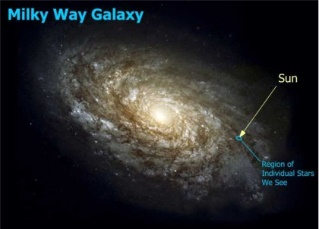 Milky Way Galaxy
Sun
Region of
Individual Stars
We See